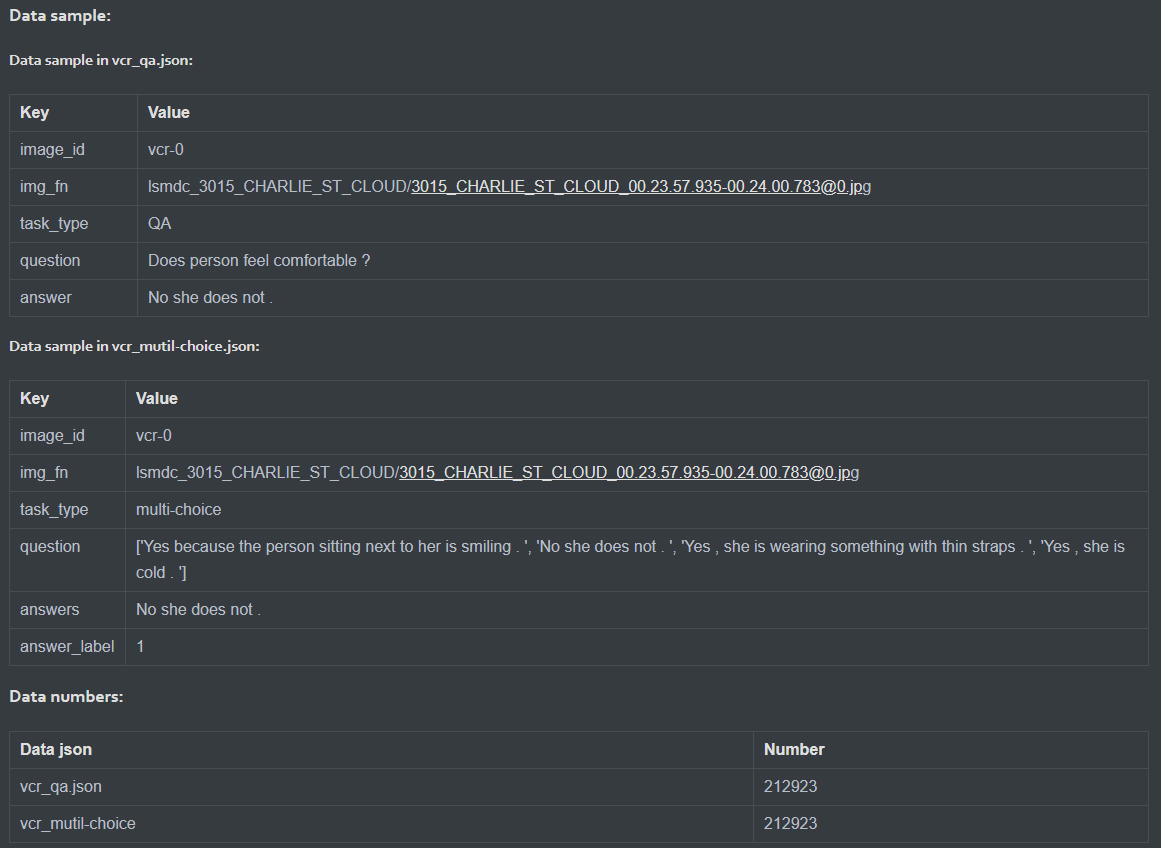 Data sample:
Data sample in vcr_qa.json:
Key Value
image_id vcr-0
img_fn lsmdc_3015_CHARLIE_ST_CLOUD/3015_CHARLIE_ST_CLOUD_00.23.57.935-00.24.00.783@0.jpg
task_type QA
question Does person feel comfortable ?
answer No she does not .
Data sample in vcr_mutil-choice.json:
Key Value
image_id vcr-0
img_fn lsmdc_3015_CHARLIE_ST_CLOUD/3015_CHARLIE_ST_CLOUD_00.23.57.935-00.24.00.783@0.jpg
task_type multi-choice
question ['Yes because the person sitting next to her is smiling . ', 'No she does not . ', 'Yes , she is wearing something with thin straps . ', 'Yes , she is
cold . ']
answers No she does not .
answer_label 1
Data numbers:
Data json Number
vcr_qa.json 212923
vcr_mutil-choice 212923